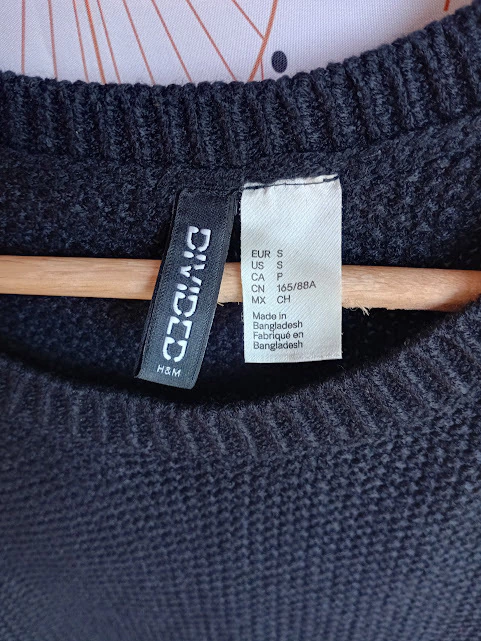 DIVIDED
H&M
EUR S
US S
CA P
CN 165/88A
MX CH
Made in
Bangladesh
Fabriqué en
Bangladesh